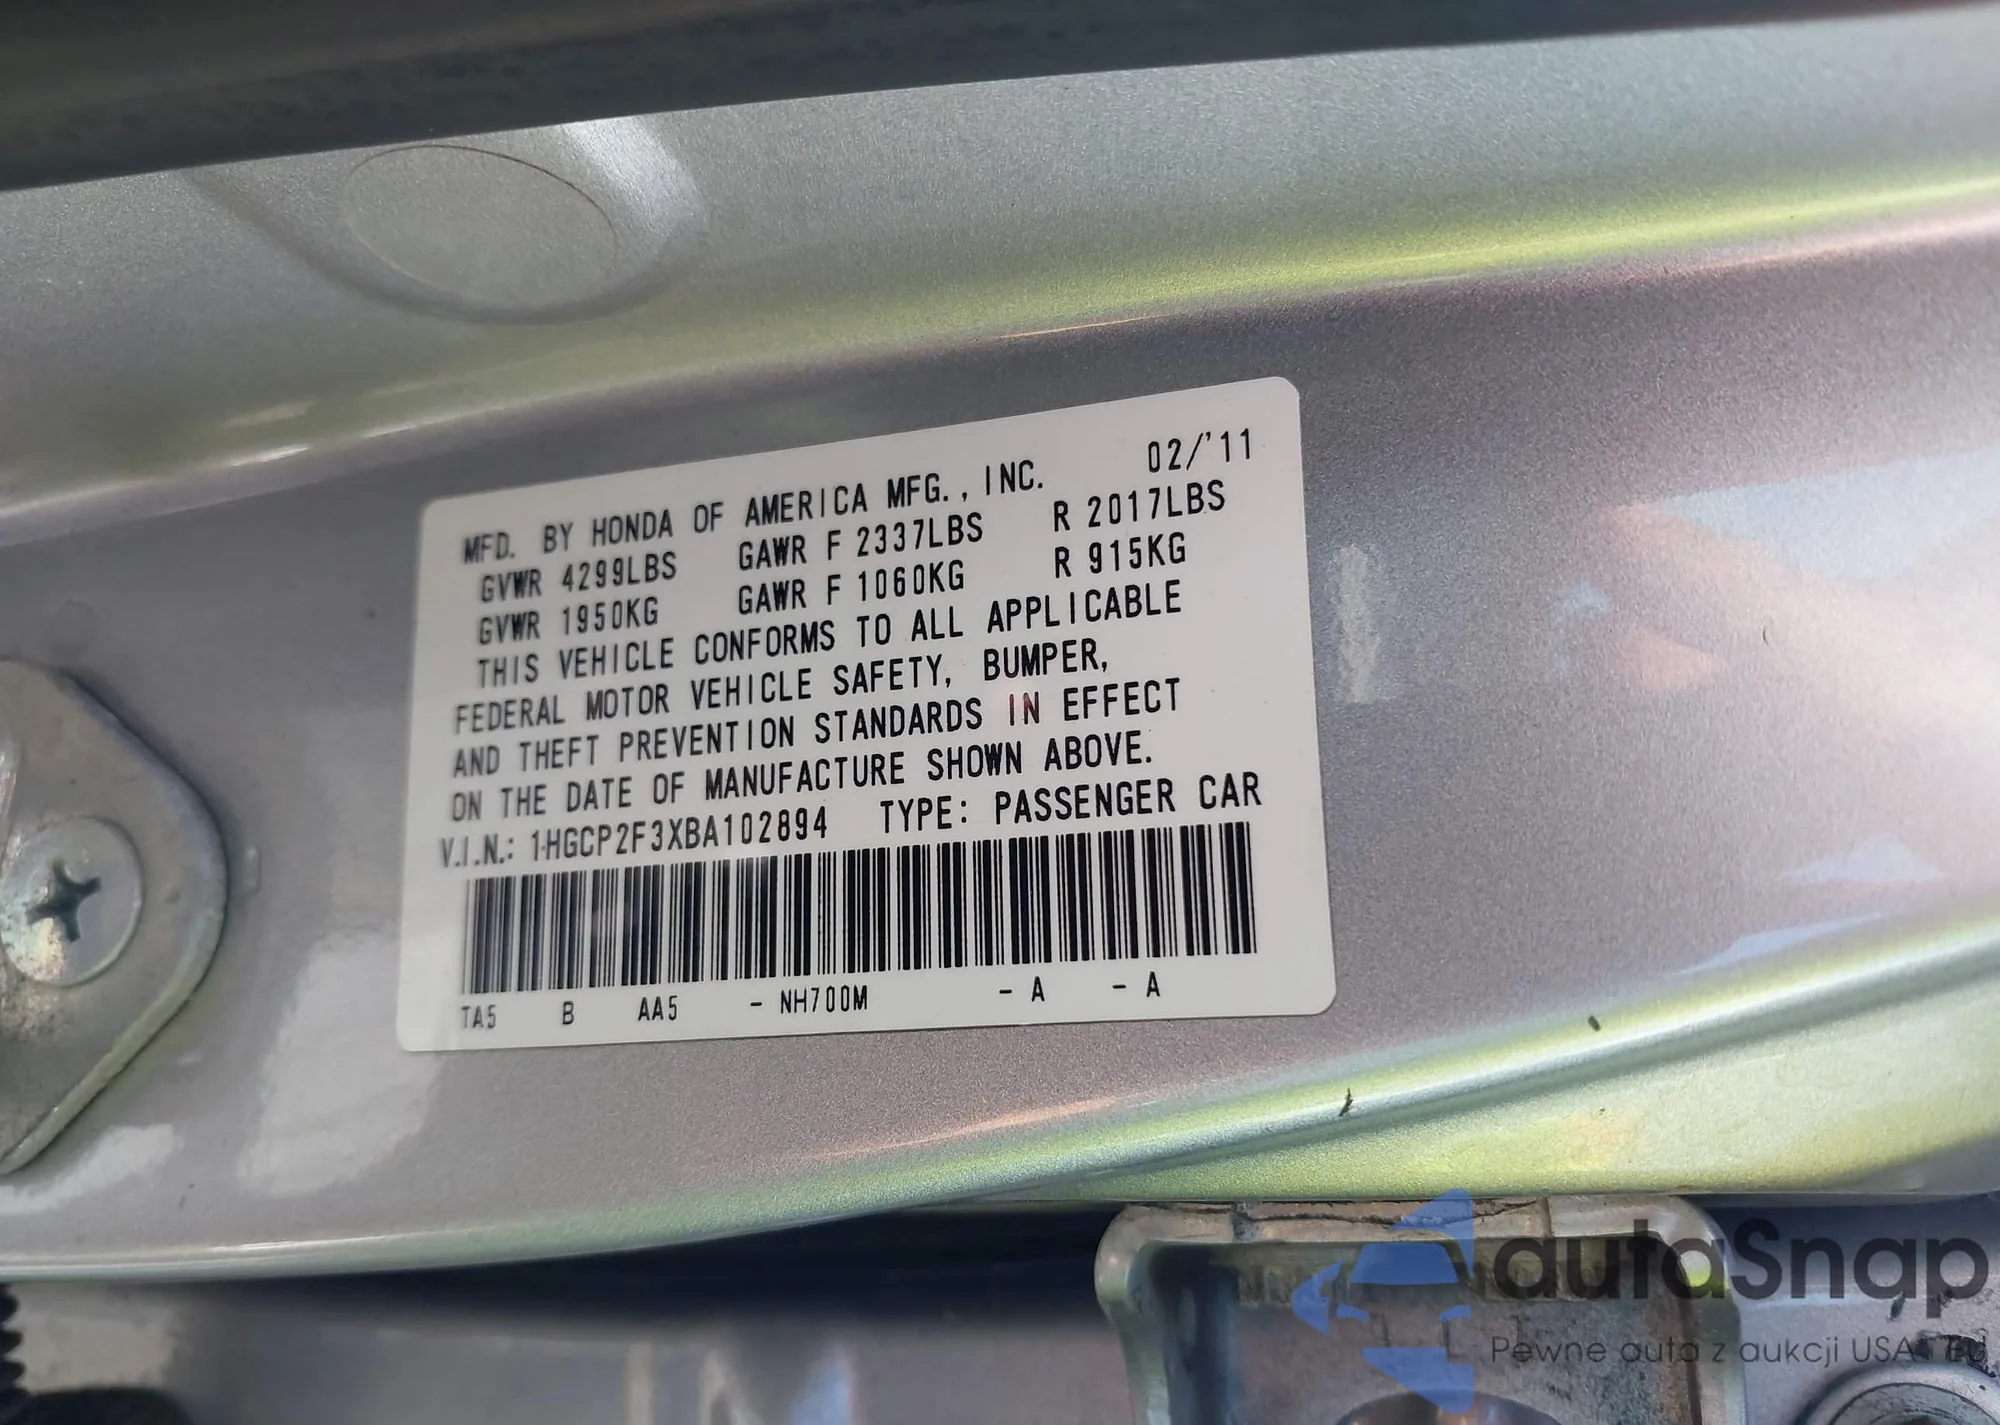 MFD. BY HONDA OF AMERICA MFG., INC. 02/'11
GVWR 4299LBS GAWR F 2337LBS R 2017LBS
GVWR 1950KG GAWR F 1060KG R 915KG
THIS VEHICLE CONFORMS TO ALL APPLICABLE
FEDERAL MOTOR VEHICLE SAFETY, BUMPER,
AND THEFT PREVENTION STANDARDS IN EFFECT
ON THE DATE OF MANUFACTURE SHOWN ABOVE.
V.I.N.: 1HGCP2F3XBA102894 TYPE: PASSENGER CAR
TA5 B AA5 - NH700M - A - A
autaSnap
Pewne auta z aukcji USA i EU